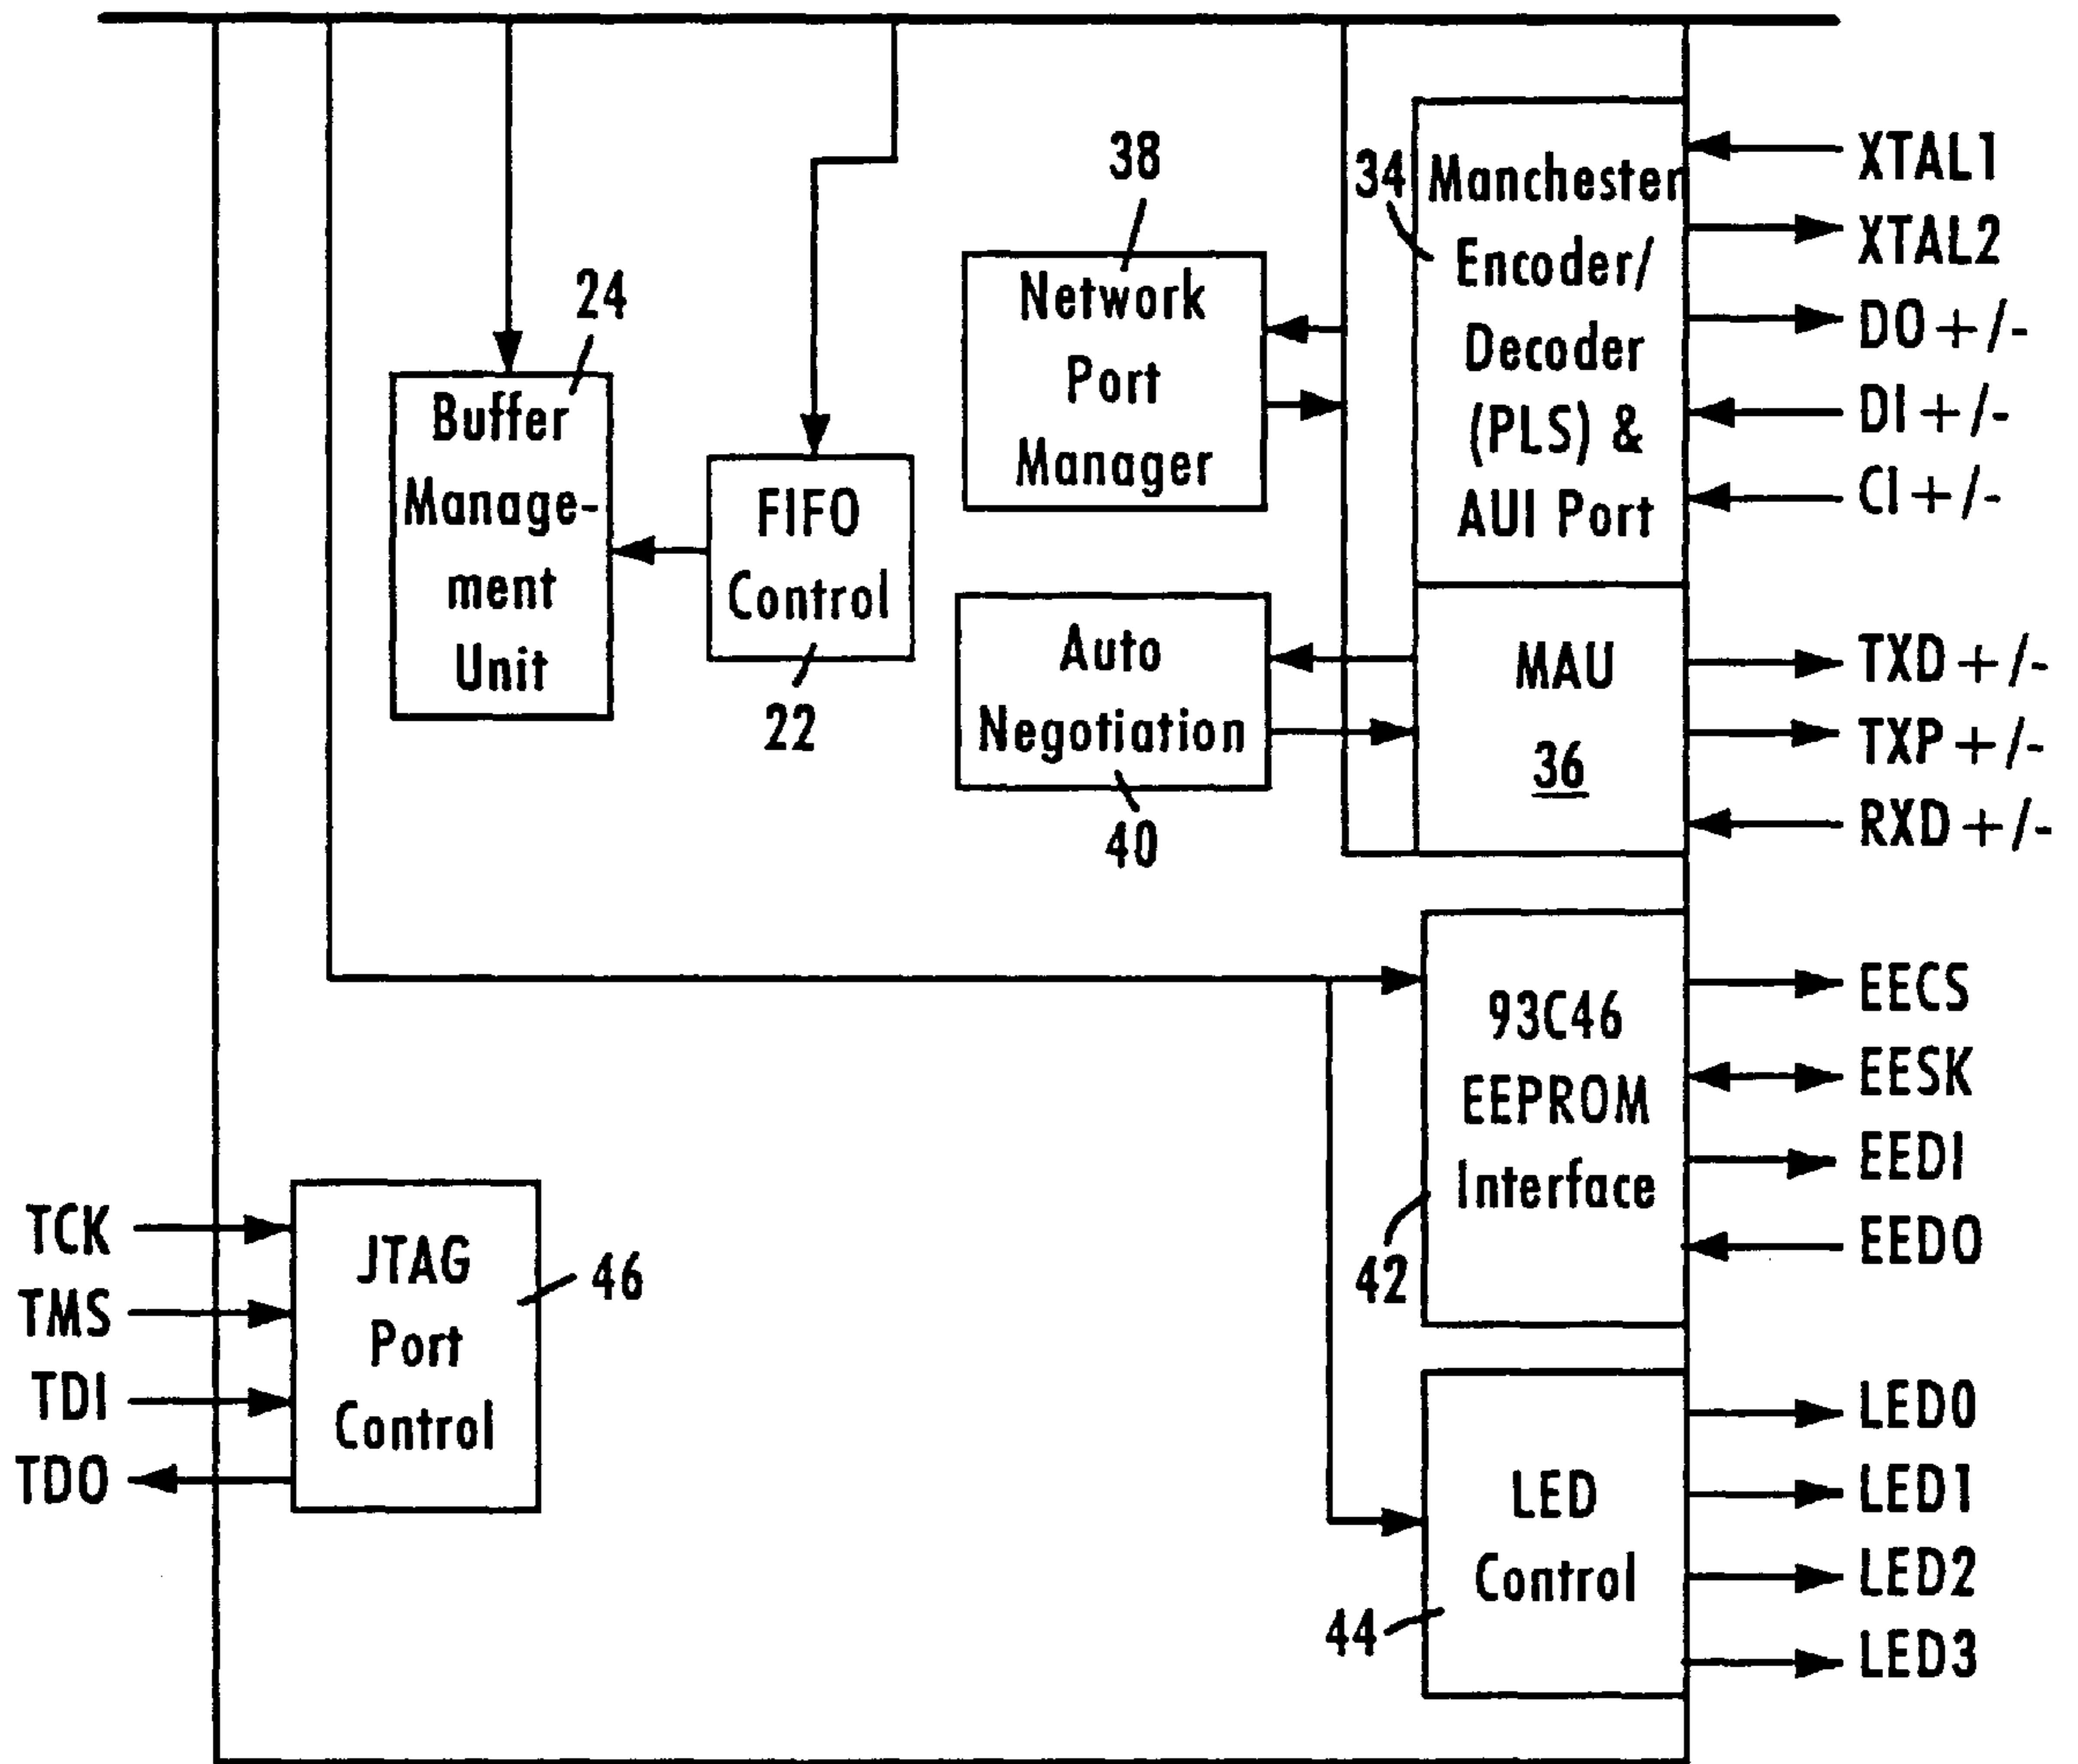 38
34
Manchester
Encoder/
Decoder
(PLS) &
AUI Port
XTAL1
XTAL2
DO +/-
DI +/-
CI +/-
24
Buffer
Manage-
ment
Unit
FIFO
Control
22
Network
Port
Manager
Auto
Negotiation
40
MAU
36
TXD +/-
TXP +/-
RXD +/-
93C46
EEPROM
Interface
42
EECS
EESK
EEDI
EEDO
TCK
TMS
TDI
TDO
JTAG
Port
Control
46
LED
Control
44
LED0
LED1
LED2
LED3